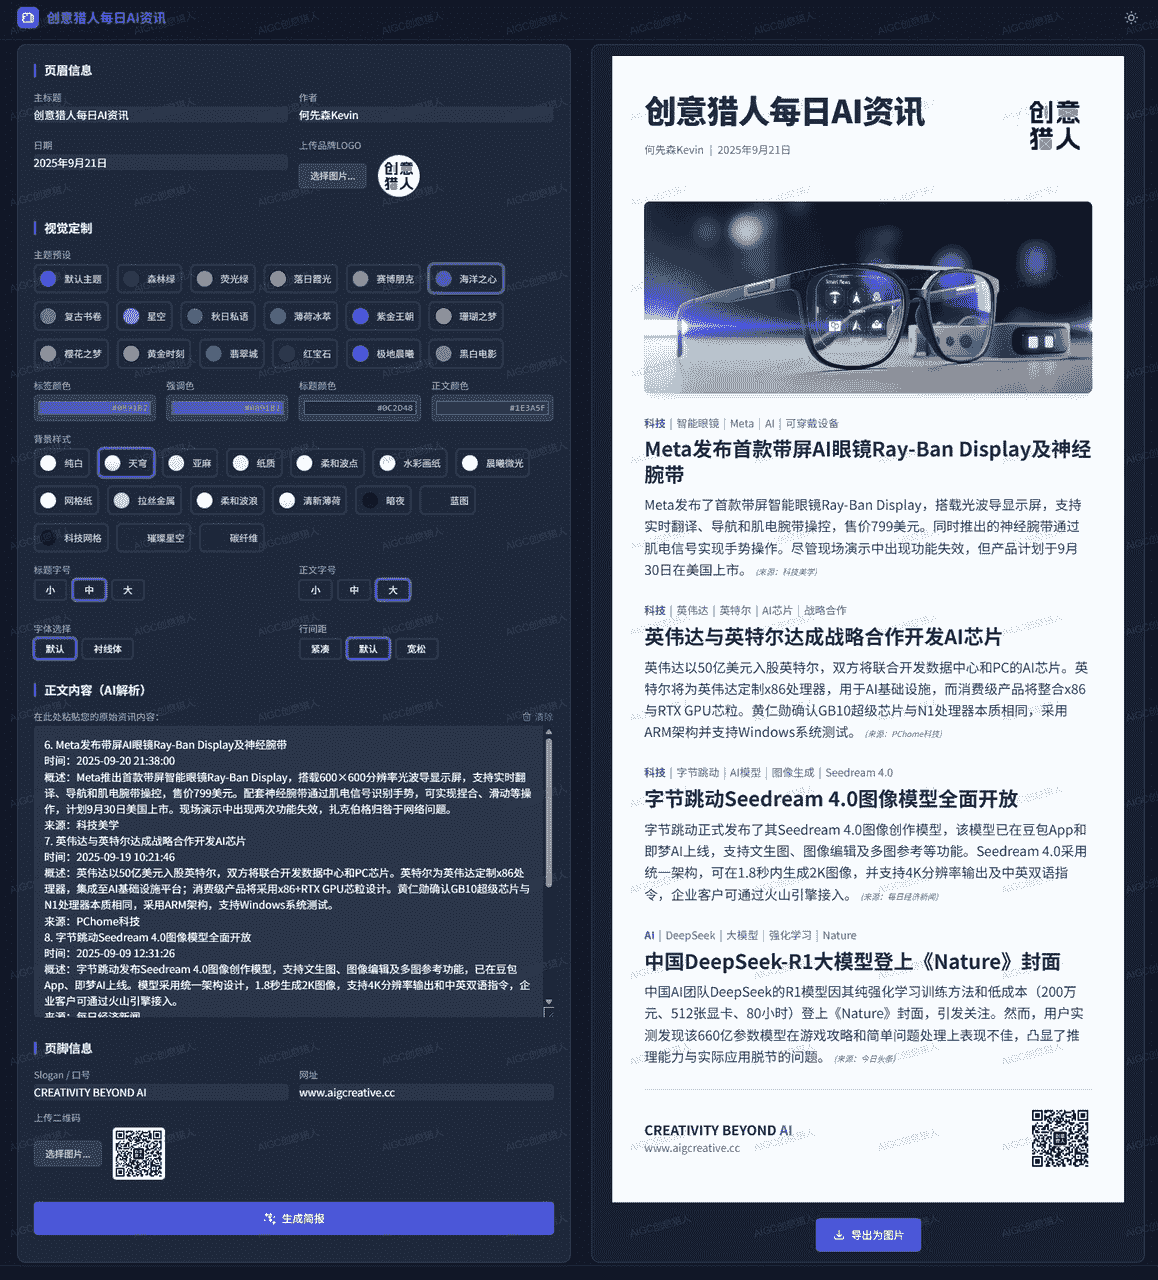 创意猎人每日AI资讯
页眉信息
主标题
创意猎人每日AI资讯
作者
何先森Kevin
日期
2025年9月21日
上传品牌LOGO
选择图片...
创意
猎人
视觉定制
主题预设
默认主题
森林绿
荧光绿
落日霞光
赛博朋克
海洋之心
复古书卷
星空
秋日私语
薄荷冰萃
紫金王朝
珊瑚之梦
樱花之梦
黄金时刻
翡翠城
红宝石
极地晨曦
黑白电影
标签颜色
强调色
标题颜色
正文颜色
#0C2D48
#1E3A5F
背景样式
纯白
天穹
亚麻
纸质
柔和波点
水彩画纸
晨曦微光
网格纸
拉丝金属
柔和波浪
清新薄荷
暗夜
蓝图
科技网格
璀璨星空
碳纤维
标题字号
小
中
大
正文字号
小
中
大
字体选择
默认
衬线体
行间距
紧凑
默认
宽松
正文内容（AI解析）
在此处粘贴您的原始资讯内容：
清除
6. Meta发布带屏AI眼镜Ray-Ban Display及神经腕带
时间：2025-09-20 21:38:00
概述：Meta推出首款带屏智能眼镜Ray-Ban Display，搭载600×600分辨率光波导显示屏，支持实时翻
译、导航和肌电腕带操控，售价799美元。配套神经腕带通过肌电信号识别手势，可实现捏合、滑动等操
作，计划9月30日美国上市。现场演示中出现两次功能失效，扎克伯格归咎于网络问题。
来源：科技美学
7. 英伟达与英特尔达成战略合作开发AI芯片
时间：2025-09-19 10:21:46
概述：英伟达以50亿美元入股英特尔，双方将联合开发数据中心和PC芯片。英特尔为英伟达定制x86处
理器，集成至AI基础设施平台；消费级产品将采用x86+RTX GPU芯粒设计。黄仁勋确认GB10超级芯片与
N1处理器本质相同，采用ARM架构，支持Windows系统测试。
来源：PChome科技
8. 字节跳动Seedream 4.0图像模型全面开放
时间：2025-09-09 12:31:26
概述：字节跳动发布Seedream 4.0图像创作模型，支持文生图、图像编辑及多图参考功能，已在豆包
App、即梦AI上线。模型采用统一架构设计，1.8秒生成2K图像，支持4K分辨率输出和中英双语指令，企
业客户可通过火山引擎接入。
来源：每日经济新闻
页脚信息
Slogan / 口号
CREATIVITY BEYOND AI
网址
www.aigcreative.cc
上传二维码
选择图片...
生成简报
创意猎人每日AI资讯
何先森Kevin | 2025年9月21日
创意
猎人
Smart News
科技 | 智能眼镜 | Meta | AI | 可穿戴设备
Meta发布首款带屏AI眼镜Ray-Ban Display及神经
腕带
Meta发布了首款带屏智能眼镜Ray-Ban Display，搭载光波导显示屏，支持
实时翻译、导航和肌电腕带操控，售价799美元。同时推出的神经腕带通过
肌电信号实现手势操作。尽管现场演示中出现功能失效，但产品计划于9月
30日在美国上市。 (来源：科技美学)
科技 | 英伟达 | 英特尔 | AI芯片 | 战略合作
英伟达与英特尔达成战略合作开发AI芯片
英伟达以50亿美元入股英特尔，双方将联合开发数据中心和PC的AI芯片。英
特尔将为英伟达定制x86处理器，用于AI基础设施，而消费级产品将整合x86
与RTX GPU芯粒。黄仁勋确认GB10超级芯片与N1处理器本质相同，采用
ARM架构并支持Windows系统测试。 (来源：PChome科技)
科技 | 字节跳动 | AI模型 | 图像生成 | Seedream 4.0
字节跳动Seedream 4.0图像模型全面开放
字节跳动正式发布了其Seedream 4.0图像创作模型，该模型已在豆包App和
即梦AI上线，支持文生图、图像编辑及多图参考等功能。Seedream 4.0采用
统一架构，可在1.8秒内生成2K图像，并支持4K分辨率输出及中英双语指
令，企业客户可通过火山引擎接入。 (来源：每日经济新闻)
AI | DeepSeek | 大模型 | 强化学习 | Nature
中国DeepSeek-R1大模型登上《Nature》封面
中国AI团队DeepSeek的R1模型因其纯强化学习训练方法和低成本（200万
元、512张显卡、80小时）登上《Nature》封面，引发关注。然而，用户实
测发现该660亿参数模型在游戏攻略和简单问题处理上表现不佳，凸显了推
理能力与实际应用脱节的问题。 (来源：今日头条)
CREATIVITY BEYOND AI
www.aigcreative.cc
导出为图片
AIGC创意猎人